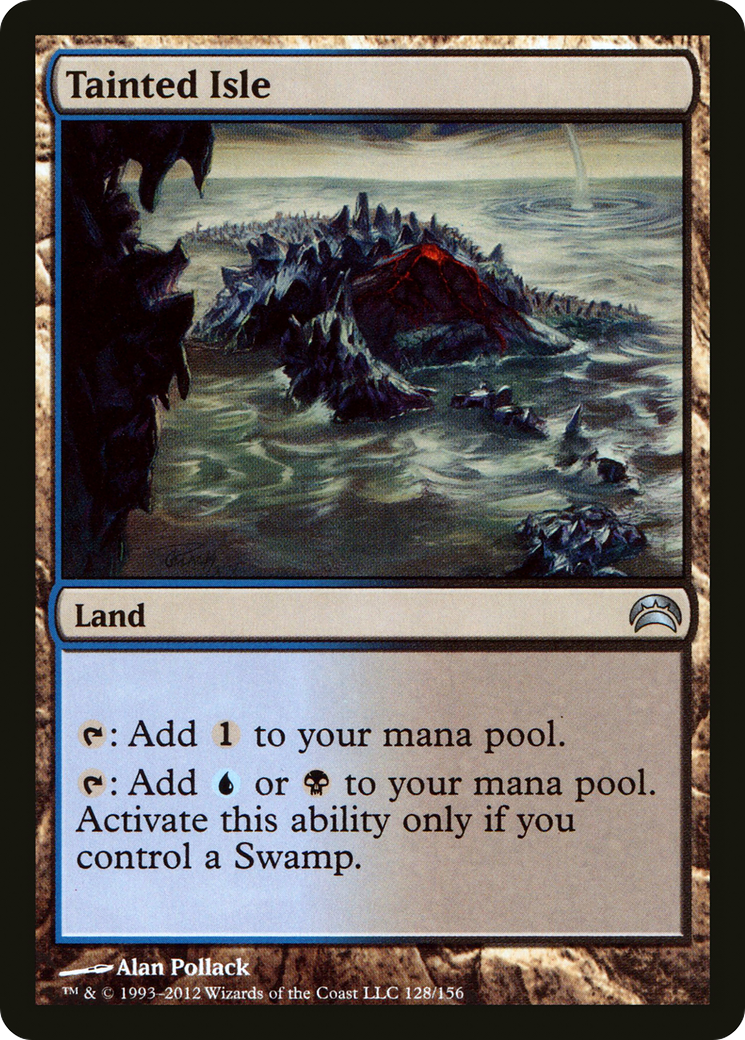 Tainted Isle
Land
: Add 1 to your mana pool.
: Add or to your mana pool.
Activate this ability only if you
control a Swamp.
Alan Pollack
™ & © 1993–2012 Wizards of the Coast LLC 128/156